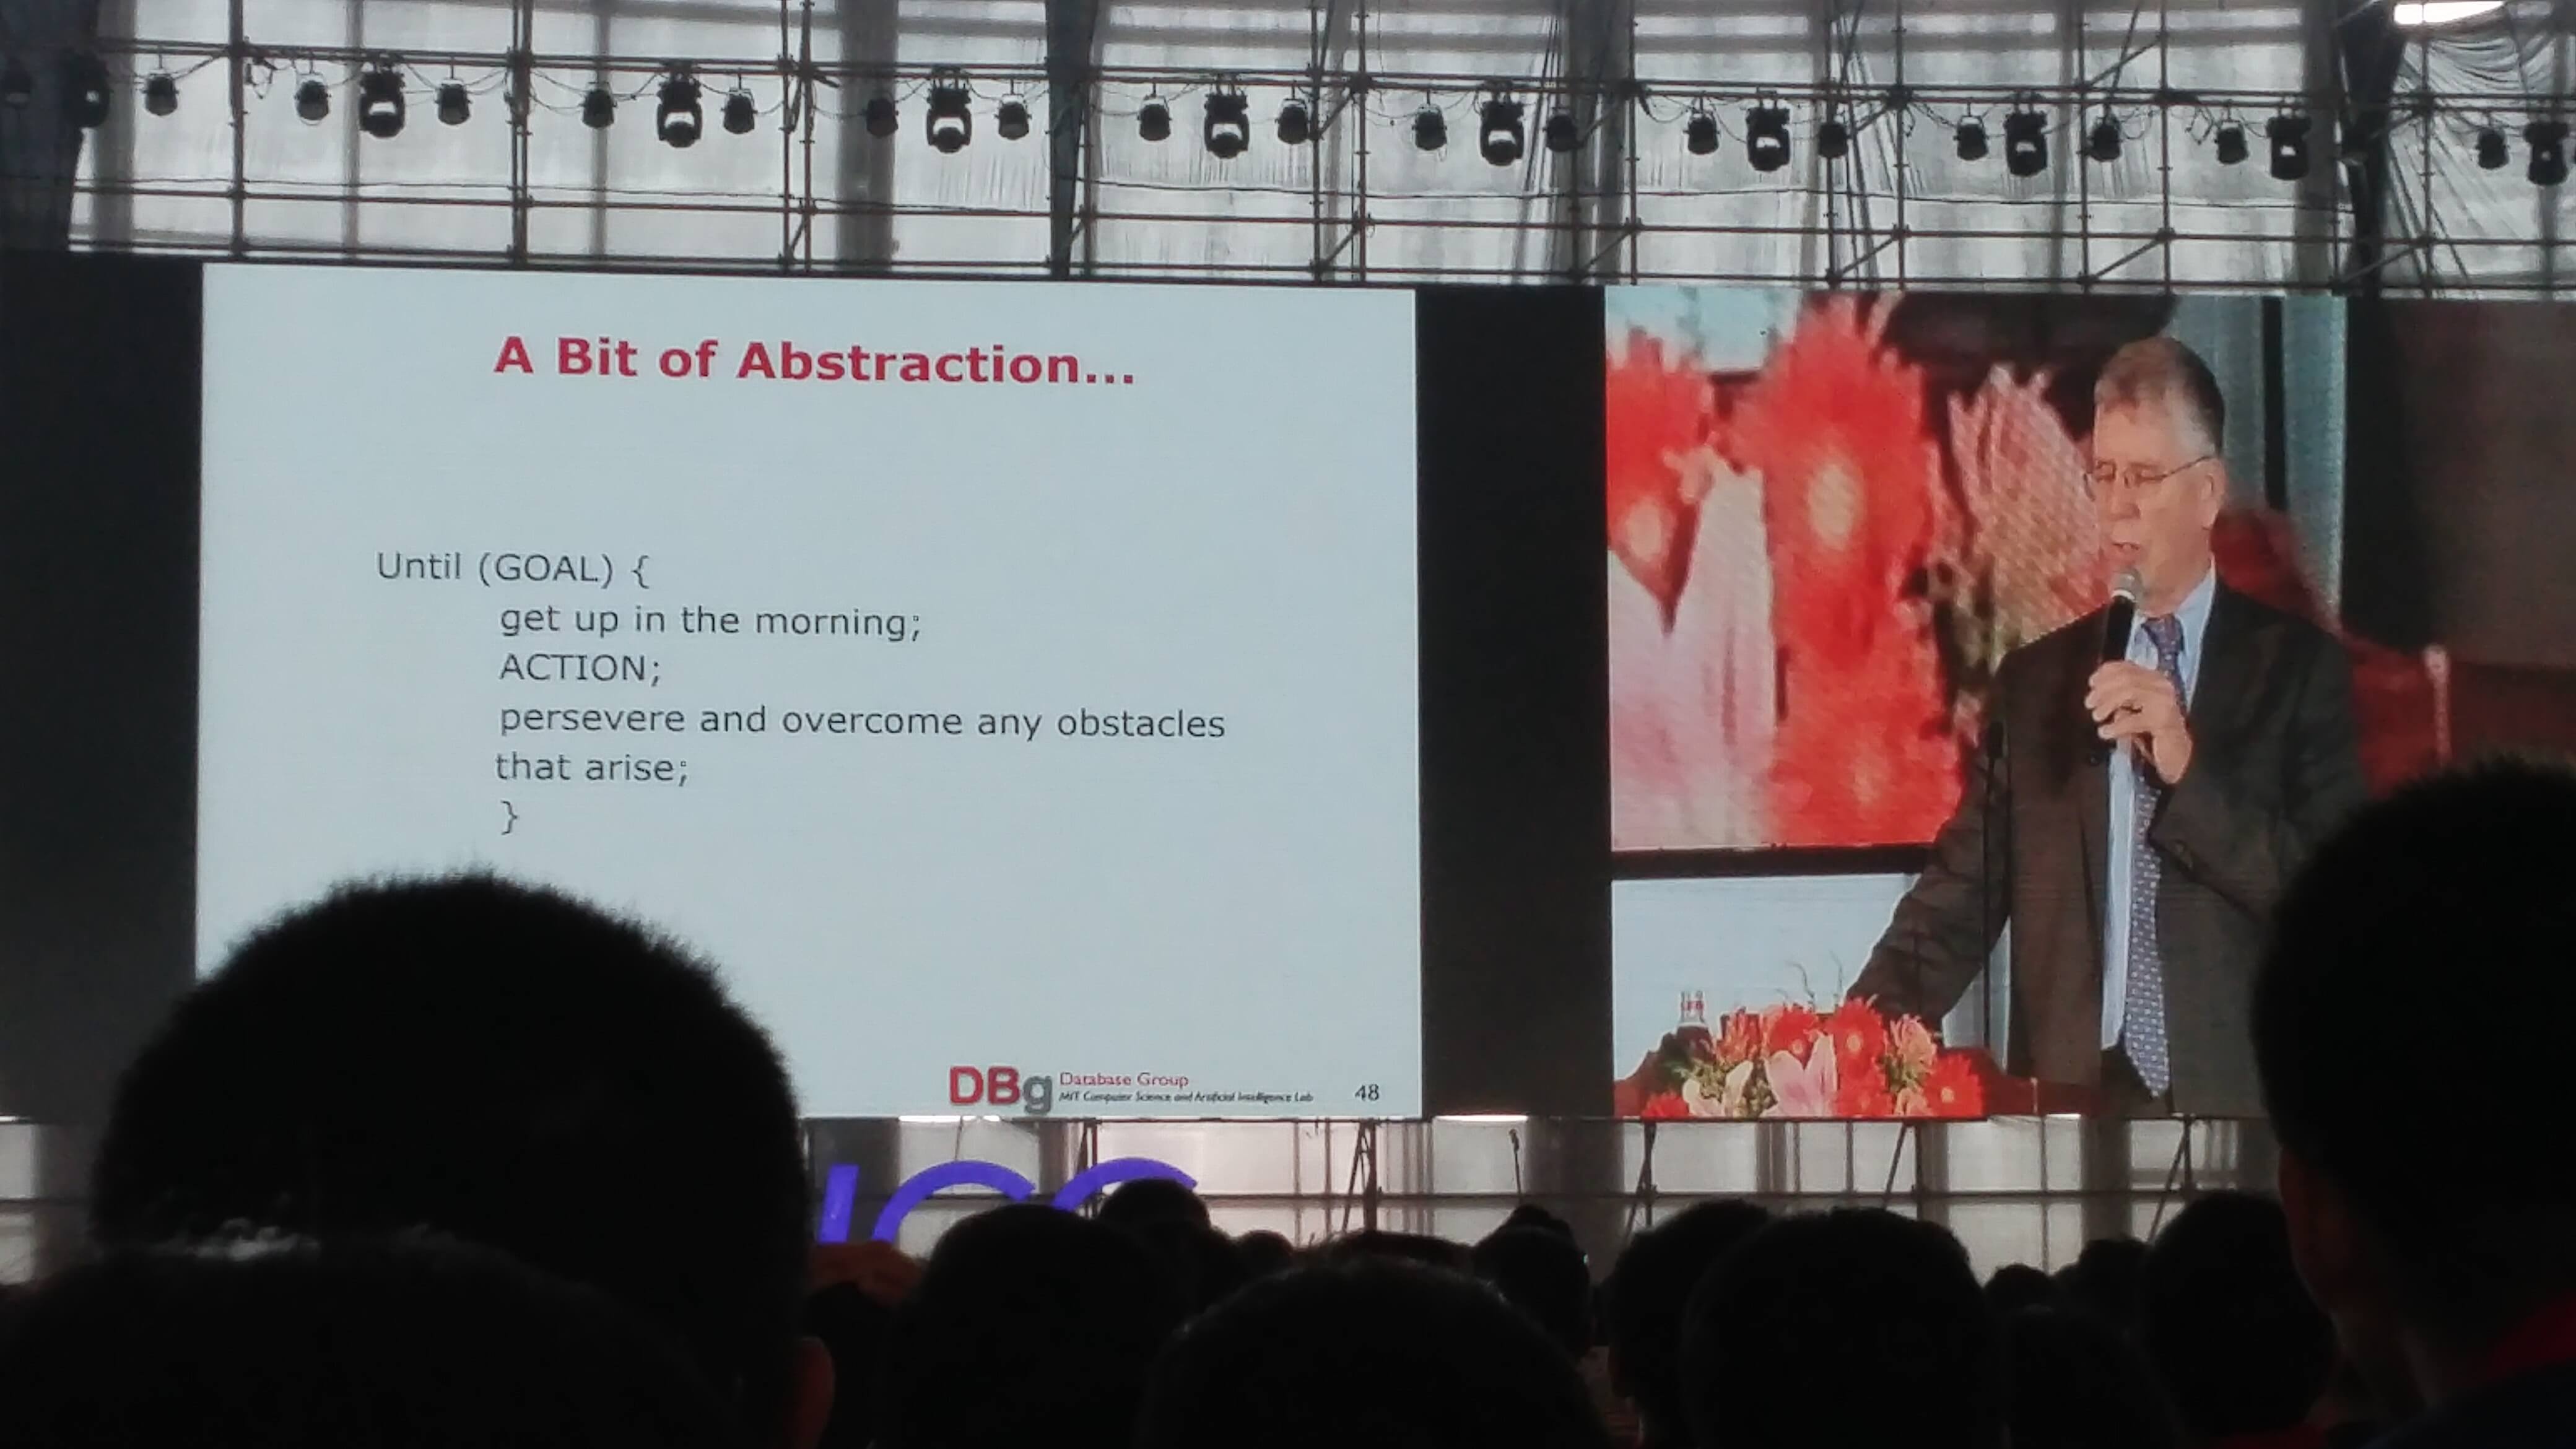 A Bit of Abstraction...
Until (GOAL) {
get up in the morning;
ACTION;
persevere and overcome any obstacles
that arise;
}
DBg
Database Group
MIT Computer Science and Artificial Intelligence Lab
48